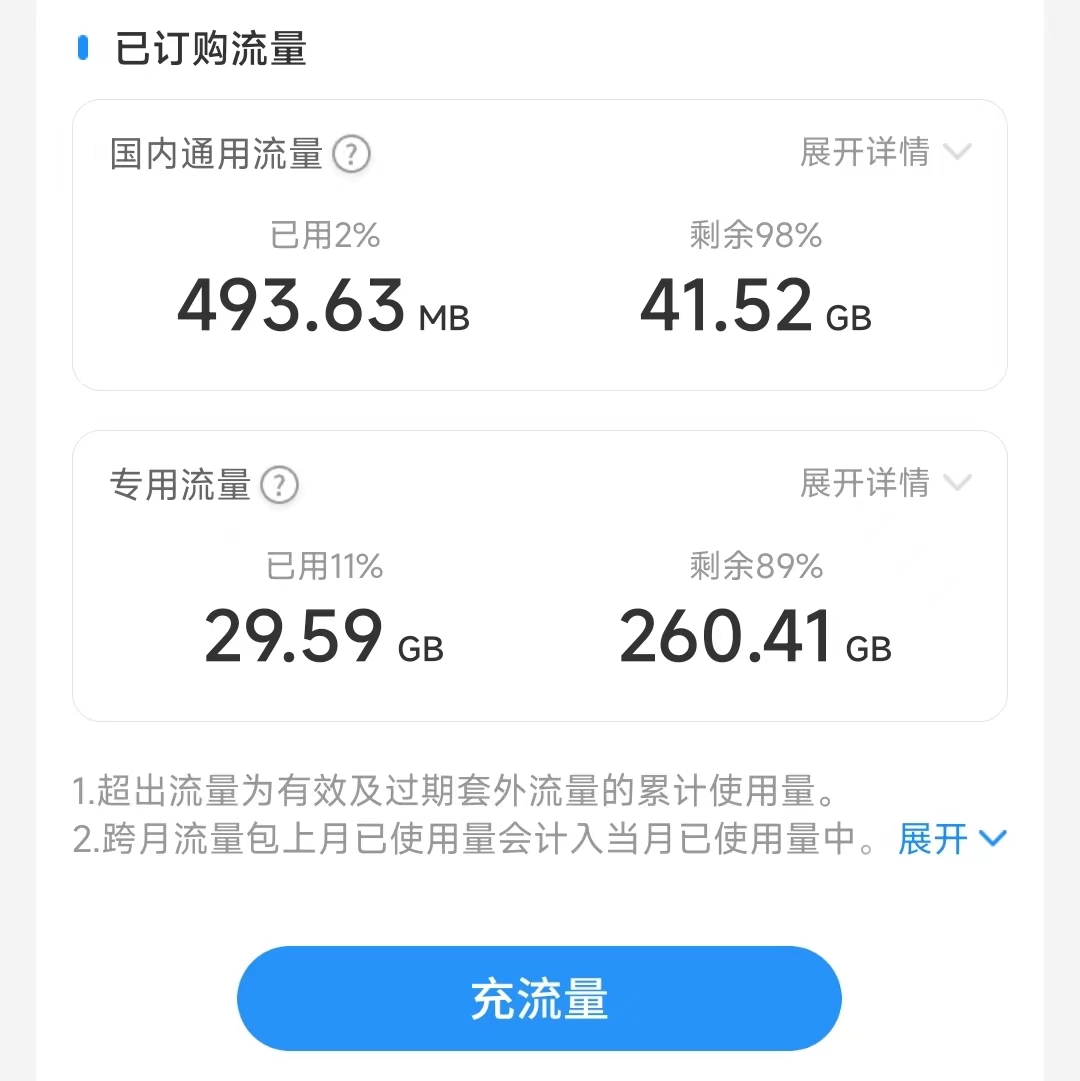 已订购流量
国内通用流量 ? 展开详情
已用2% 剩余98%
493.63 MB 41.52 GB
专用流量 ? 展开详情
已用11% 剩余89%
29.59 GB 260.41 GB
1.超出流量为有效及过期套外流量的累计使用量。
2.跨月流量包上月已使用量会计入当月已使用量中。 展开
充流量